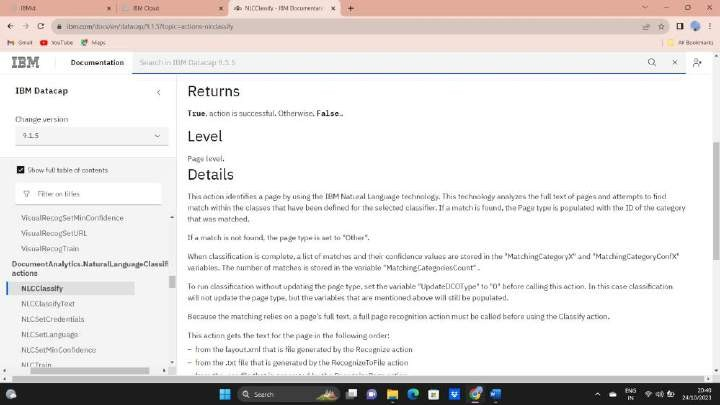 IBMid
IBM Cloud
NLCClassify - IBM Documentati
ibm.com/docs/en/datacap/9.1.5?topic=actions-nlcclassify
Gmail
YouTube
Maps
All Bookmarks
IBM
Documentation
Search in IBM Datacap 9.1.5
IBM Datacap
Change version
9.1.5
Show full table of contents
Filter on titles
VisualRecogSetMinConfidence
VisualRecogSetURL
VisualRecogTrain
DocumentAnalytics.NaturalLanguageClassifi
actions
NLCClassify
NLCClassifyText
NLCSetCredentials
NLCSetLanguage
NLCSetMinConfidence
NLCTrain
Returns
True, action is successful. Otherwise, False..
Level
Page level.
Details
This action identifies a page by using the IBM Natural Language technology. This technology analyzes the full text of pages and attempts to find
match within the classes that have been defined for the selected classifier. If a match is found, the Page type is populated with the ID of the category
that was matched.
If a match is not found, the page type is set to "Other".
When classification is complete, a list of matches and their confidence values are stored in the "MatchingCategoryX" and "MatchingCategoryConfX"
variables. The number of matches is stored in the variable "MatchingCategoriesCount" .
To run classification without updating the page type, set the variable "UpdateDCOType" to "0" before calling this action. In this case classification
will not update the page type, but the variables that are mentioned above will still be populated.
Because the matching relies on a page's full text, a full page recognition action must be called before using the Classify action.
This action gets the text for the page in the following order:
– from the layout.xml that is file generated by the Recognize action
– from the .txt file that is generated by the RecognizeToFile action
Search
ENG
IN
20:40
24/10/2023